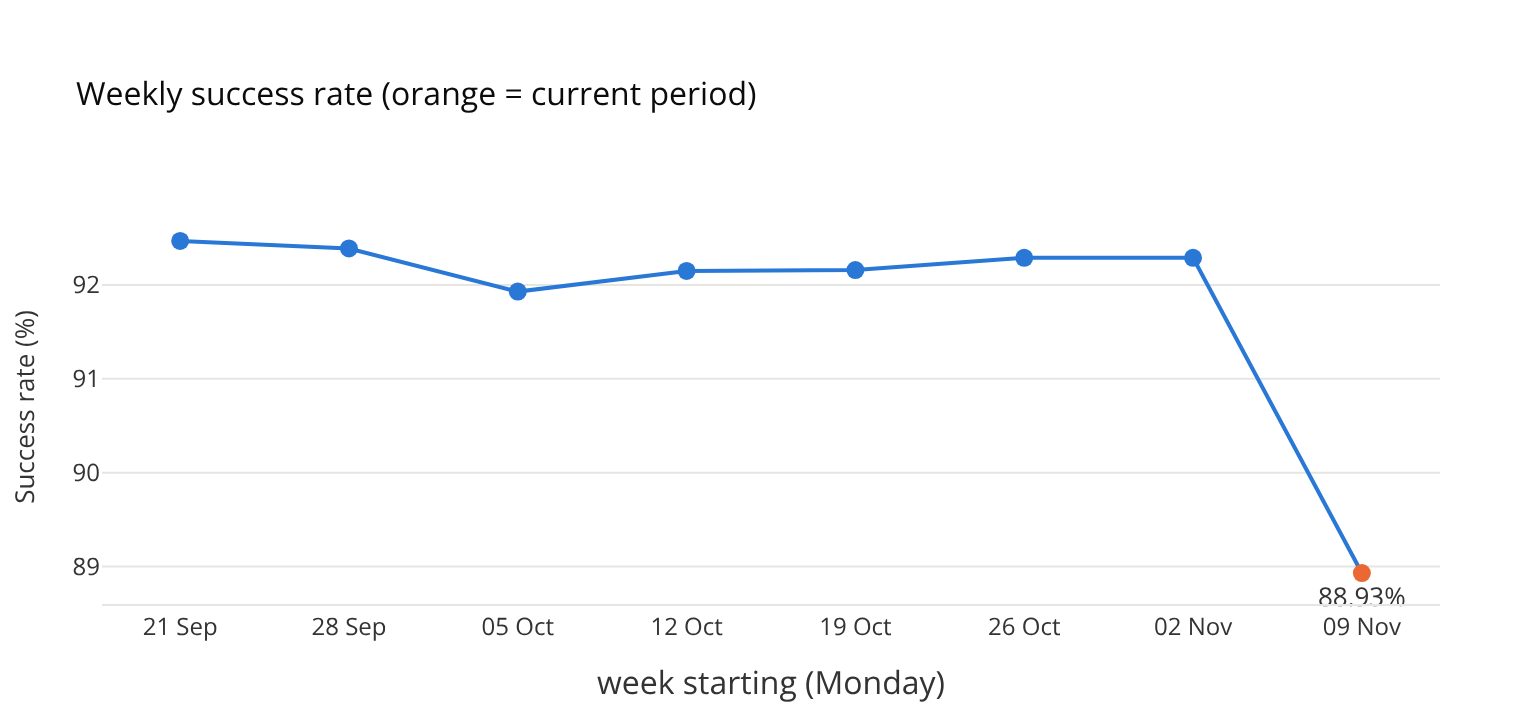 Weekly success rate (orange = current period)
Success rate (%)
92
91
90
89
88.93%
21 Sep
28 Sep
05 Oct
12 Oct
19 Oct
26 Oct
02 Nov
09 Nov
week starting (Monday)